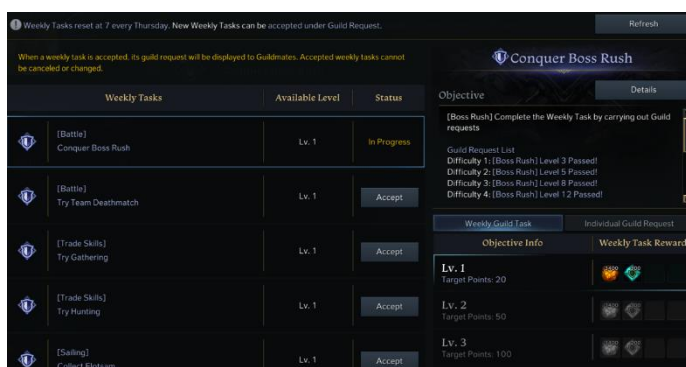 Weekly Tasks reset at 7 every Thursday. New Weekly Tasks can be accepted under Guild Request.
Refresh
When a weekly task is accepted, its guild request will be displayed to Guildmates. Accepted weekly tasks cannot
be canceled or changed.
Weekly Tasks
Available Level
Status
[Battle]
Conquer Boss Rush
Lv. 1
In Progress
[Battle]
Try Team Deathmatch
Lv. 1
Accept
[Trade Skills]
Try Gathering
Lv. 1
Accept
[Trade Skills]
Try Hunting
Lv. 1
Accept
[Sailing]
Collect Flotsam
Lv. 1
Accept
Conquer Boss Rush
Objective
Details
[Boss Rush] Complete the Weekly Task by carrying out Guild
requests
Guild Request List
Difficulty 1: [Boss Rush] Level 3 Passed!
Difficulty 2: [Boss Rush] Level 5 Passed!
Difficulty 3: [Boss Rush] Level 8 Passed!
Difficulty 4: [Boss Rush] Level 12 Passed!
Weekly Guild Task
Individual Guild Request
Objective Info
Weekly Task Reward
Lv. 1
Target Points: 20
Lv. 2
Target Points: 50
Lv. 3
Target Points: 100